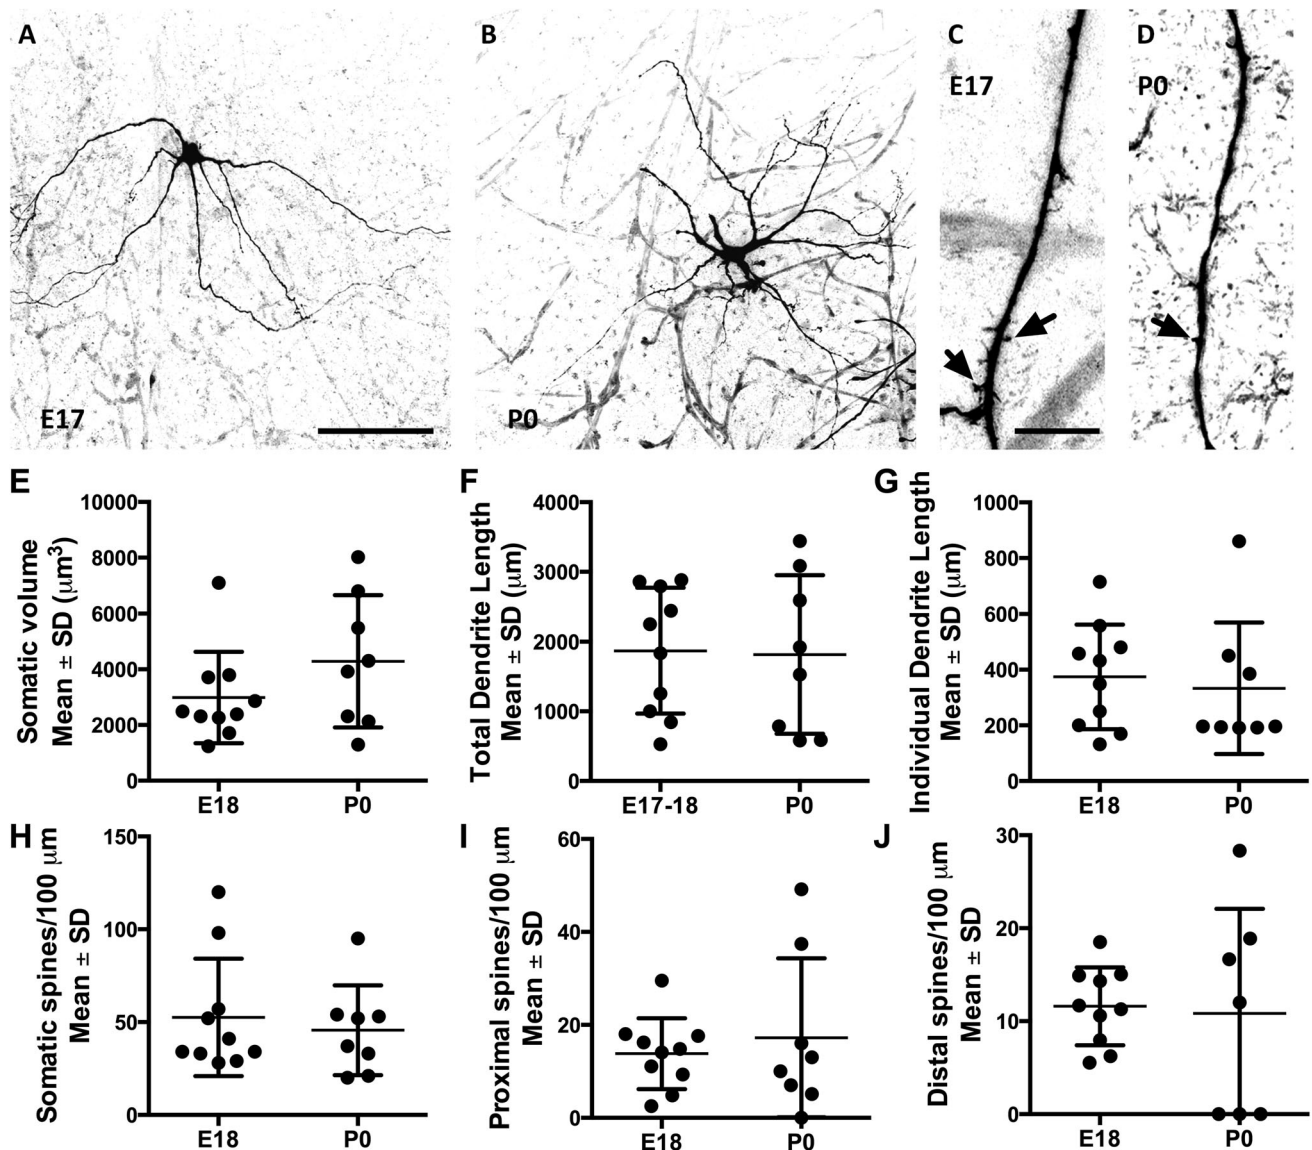 A
B
C
D
E17
P0
E17
P0
E
Somatic volume
Mean ± SD (μm³)
10000
8000
6000
4000
2000
0
E18
P0
F
Total Dendrite Length
Mean ± SD (μm)
4000
3000
2000
1000
0
E17-18
P0
G
Individual Dendrite Length
Mean ± SD (μm)
1000
800
600
400
200
0
E18
P0
H
Somatic spines/100 μm
Mean ± SD
150
100
50
0
E18
P0
I
Proximal spines/100 μm
Mean ± SD
60
40
20
0
E18
P0
J
Distal spines/100 μm
Mean ± SD
30
20
10
0
E18
P0